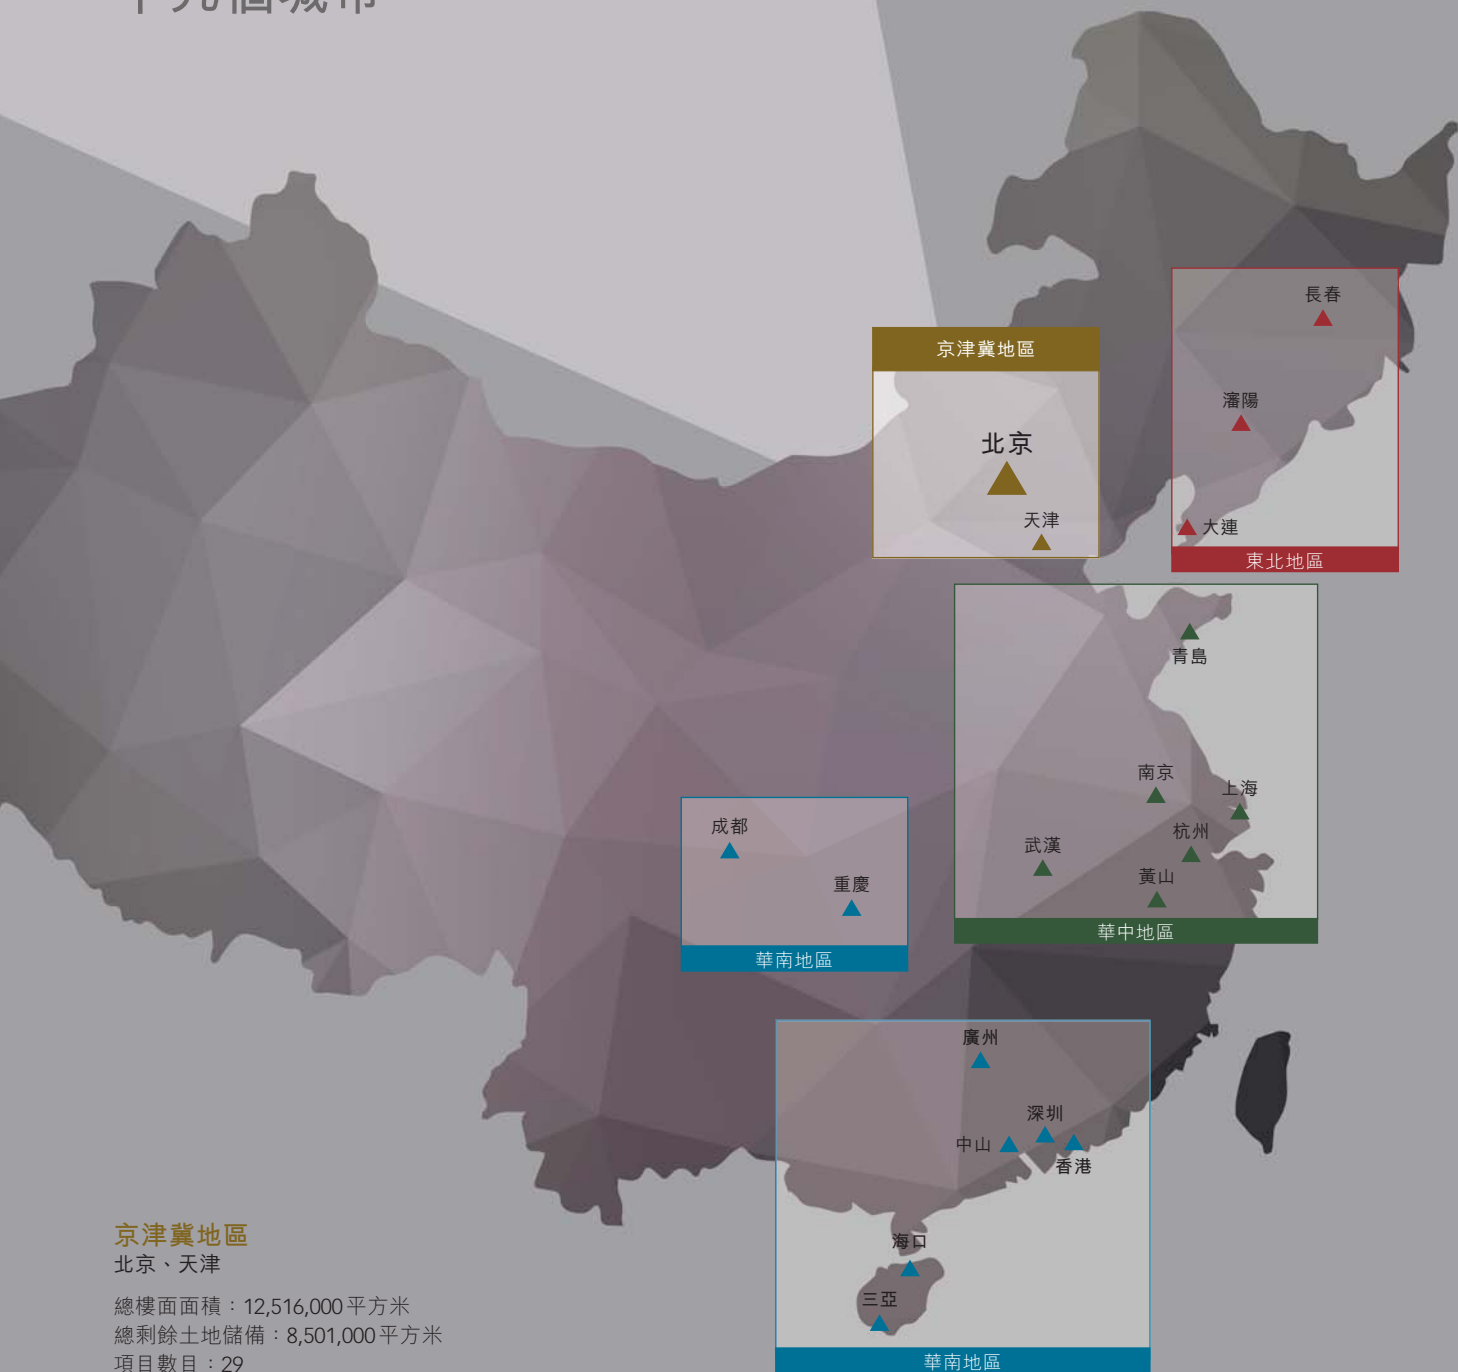 十九個城市
長春
京津冀地區
瀋陽
北京
天津
大連
東北地區
青島
南京
上海
成都
杭州
武漢
重慶
黃山
華中地區
華南地區
廣州
深圳
中山
香港
京津冀地區
海口
北京、天津
三亞
總樓面面積：12,516,000平方米
總剩餘土地儲備：8,501,000平方米
項目數目：29
華南地區